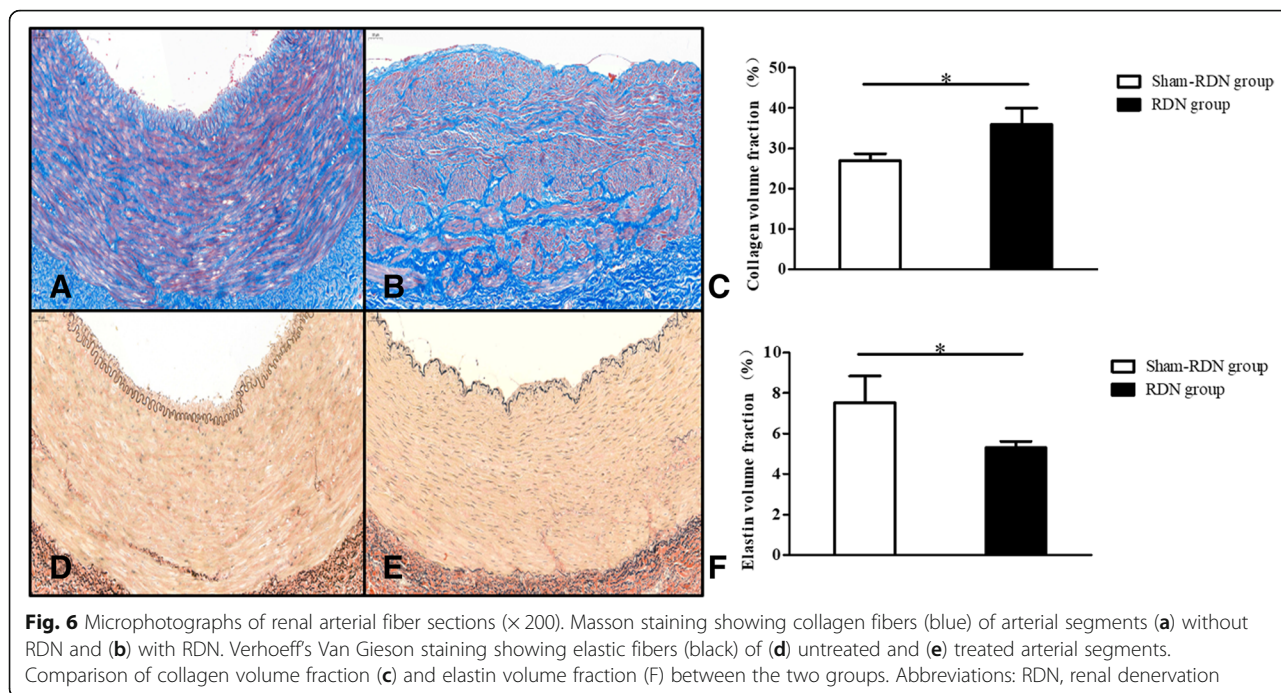 A
B
C
Collagen volume fraction (%)
50
40
30
20
10
0
*
Sham-RDN group
RDN group
D
E
F
Elastin volume fraction (%)
10
8
6
4
2
0
*
Sham-RDN group
RDN group
Fig. 6 Microphotographs of renal arterial fiber sections (× 200). Masson staining showing collagen fibers (blue) of arterial segments (a) without
RDN and (b) with RDN. Verhoeff's Van Gieson staining showing elastic fibers (black) of (d) untreated and (e) treated arterial segments.
Comparison of collagen volume fraction (c) and elastin volume fraction (F) between the two groups. Abbreviations: RDN, renal denervation